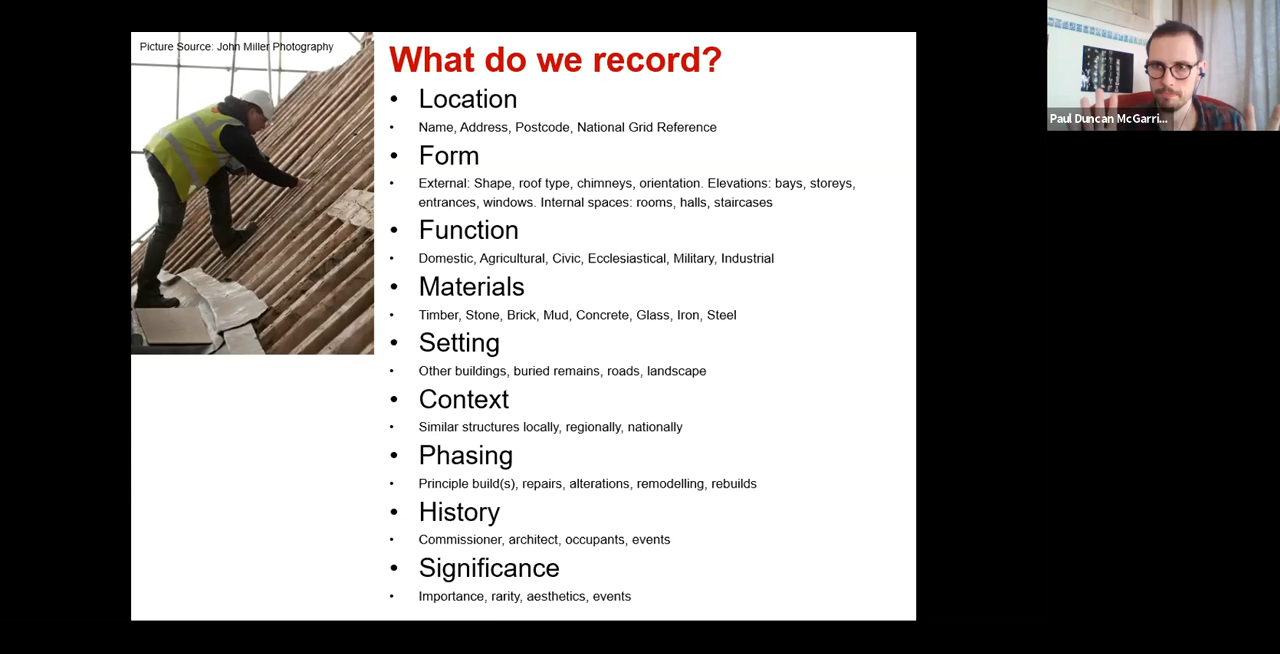 Picture Source: John Miller Photography
What do we record?
• Location
• Name, Address, Postcode, National Grid Reference
• Form
• External: Shape, roof type, chimneys, orientation. Elevations: bays, storeys,
entrances, windows. Internal spaces: rooms, halls, staircases
• Function
• Domestic, Agricultural, Civic, Ecclesiastical, Military, Industrial
• Materials
• Timber, Stone, Brick, Mud, Concrete, Glass, Iron, Steel
• Setting
• Other buildings, buried remains, roads, landscape
• Context
• Similar structures locally, regionally, nationally
• Phasing
• Principle build(s), repairs, alterations, remodelling, rebuilds
• History
• Commissioner, architect, occupants, events
• Significance
• Importance, rarity, aesthetics, events
Paul Duncan McGarri...